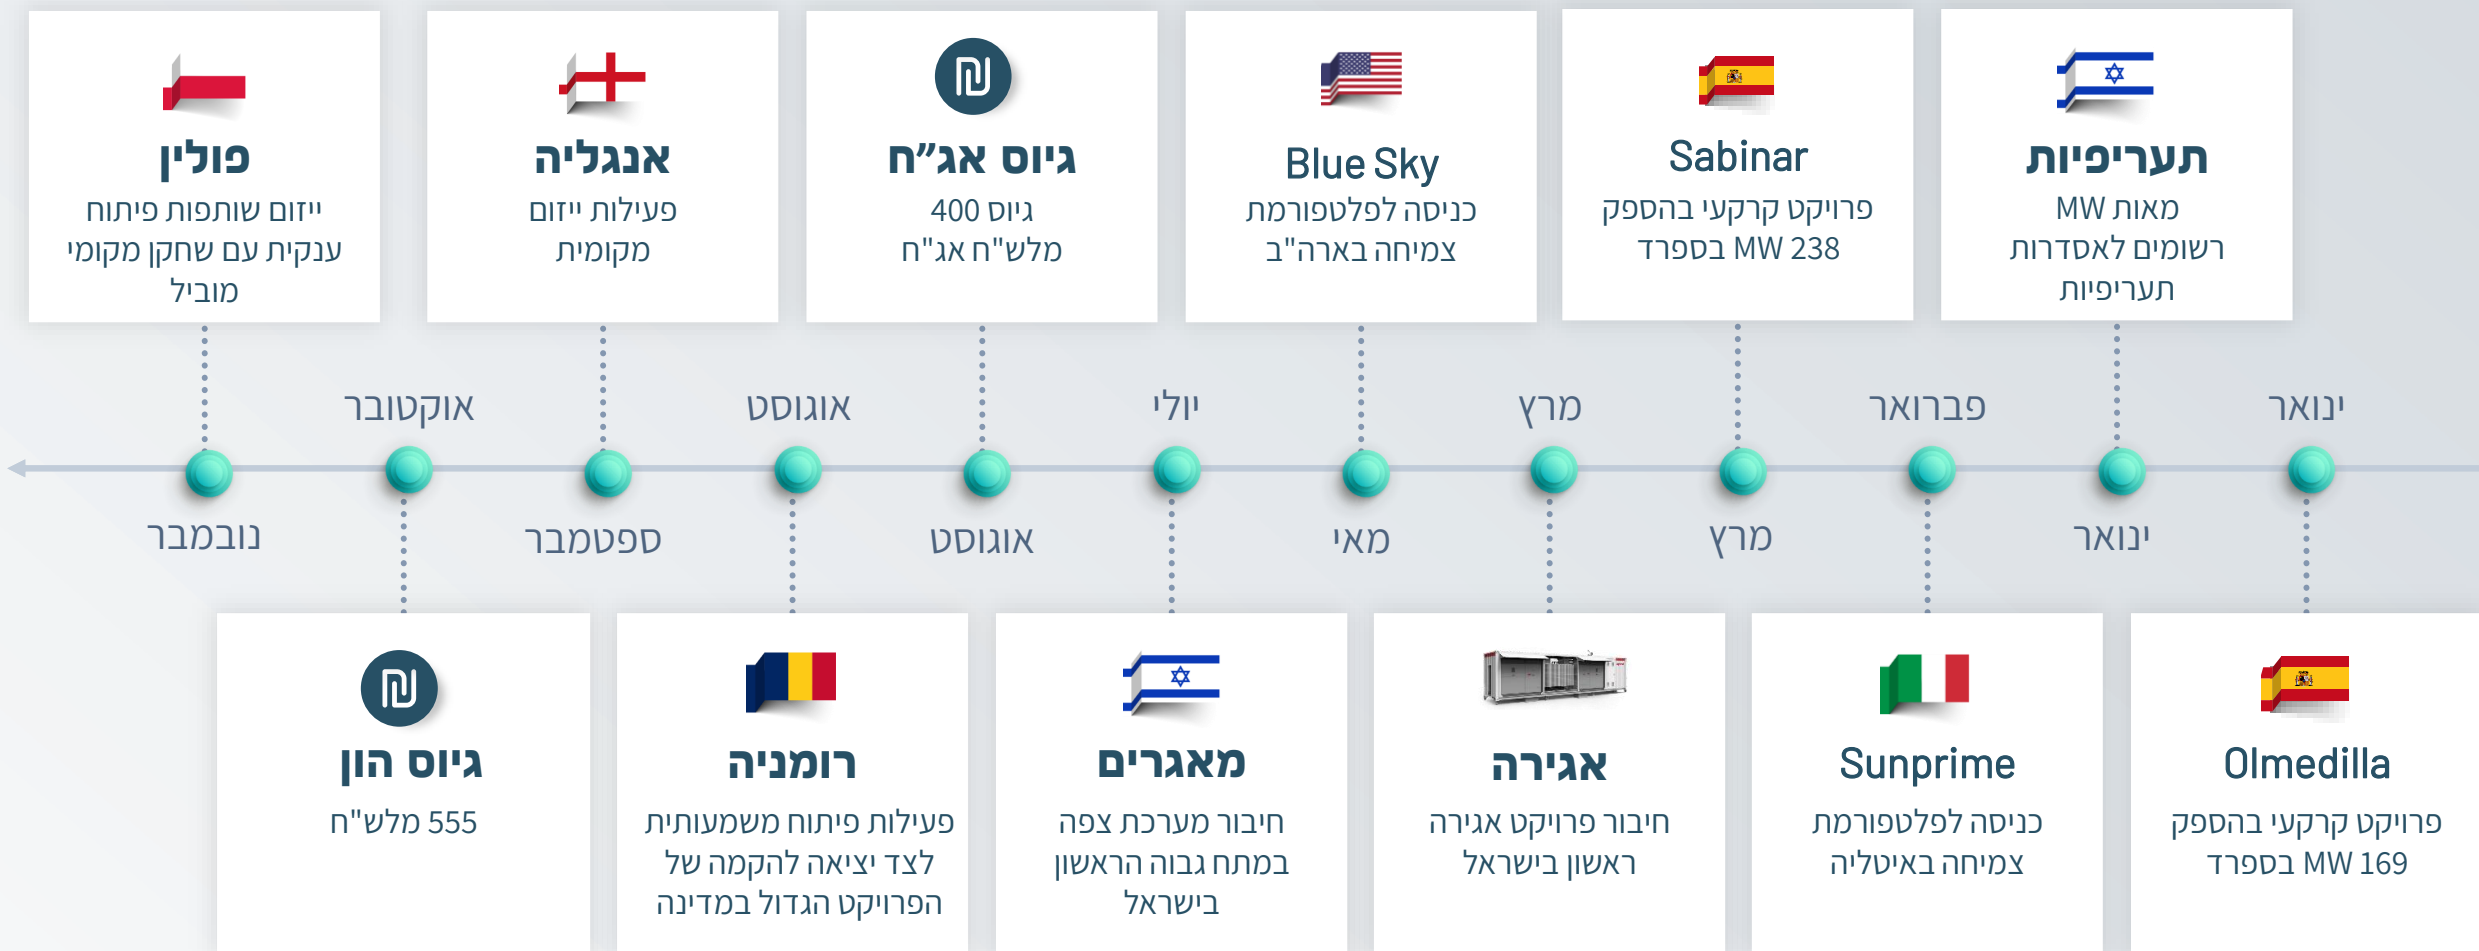 תעריפיות
מאות MW
רשומים לאסדרות
תעריפיות
Sabinar
פרויקט קרקעי בהספק
238 MW בספרד
Blue Sky
כניסה לפלטפורמת
צמיחה בארה"ב
גיוס אג״ח
גיוס 400
מלש"ח אג"ח
אנגליה
פעילות ייזום
מקומית
פולין
ייזום שותפות פיתוח
ענקית עם שחקן מקומי
מוביל
ינואר
פברואר
מרץ
יולי
אוגוסט
אוקטובר
ינואר
מרץ
מאי
אוגוסט
ספטמבר
נובמבר
Olmedilla
פרויקט קרקעי בהספק
169 MW בספרד
Sunprime
כניסה לפלטפורמת
צמיחה באיטליה
אגירה
חיבור פרויקט אגירה
ראשון בישראל
מאגרים
חיבור מערכת צפה
במתח גבוה הראשון
בישראל
רומניה
פעילות פיתוח משמעותית
לצד יציאה להקמה של
הפרויקט הגדול במדינה
גיוס הון
555 מלש"ח